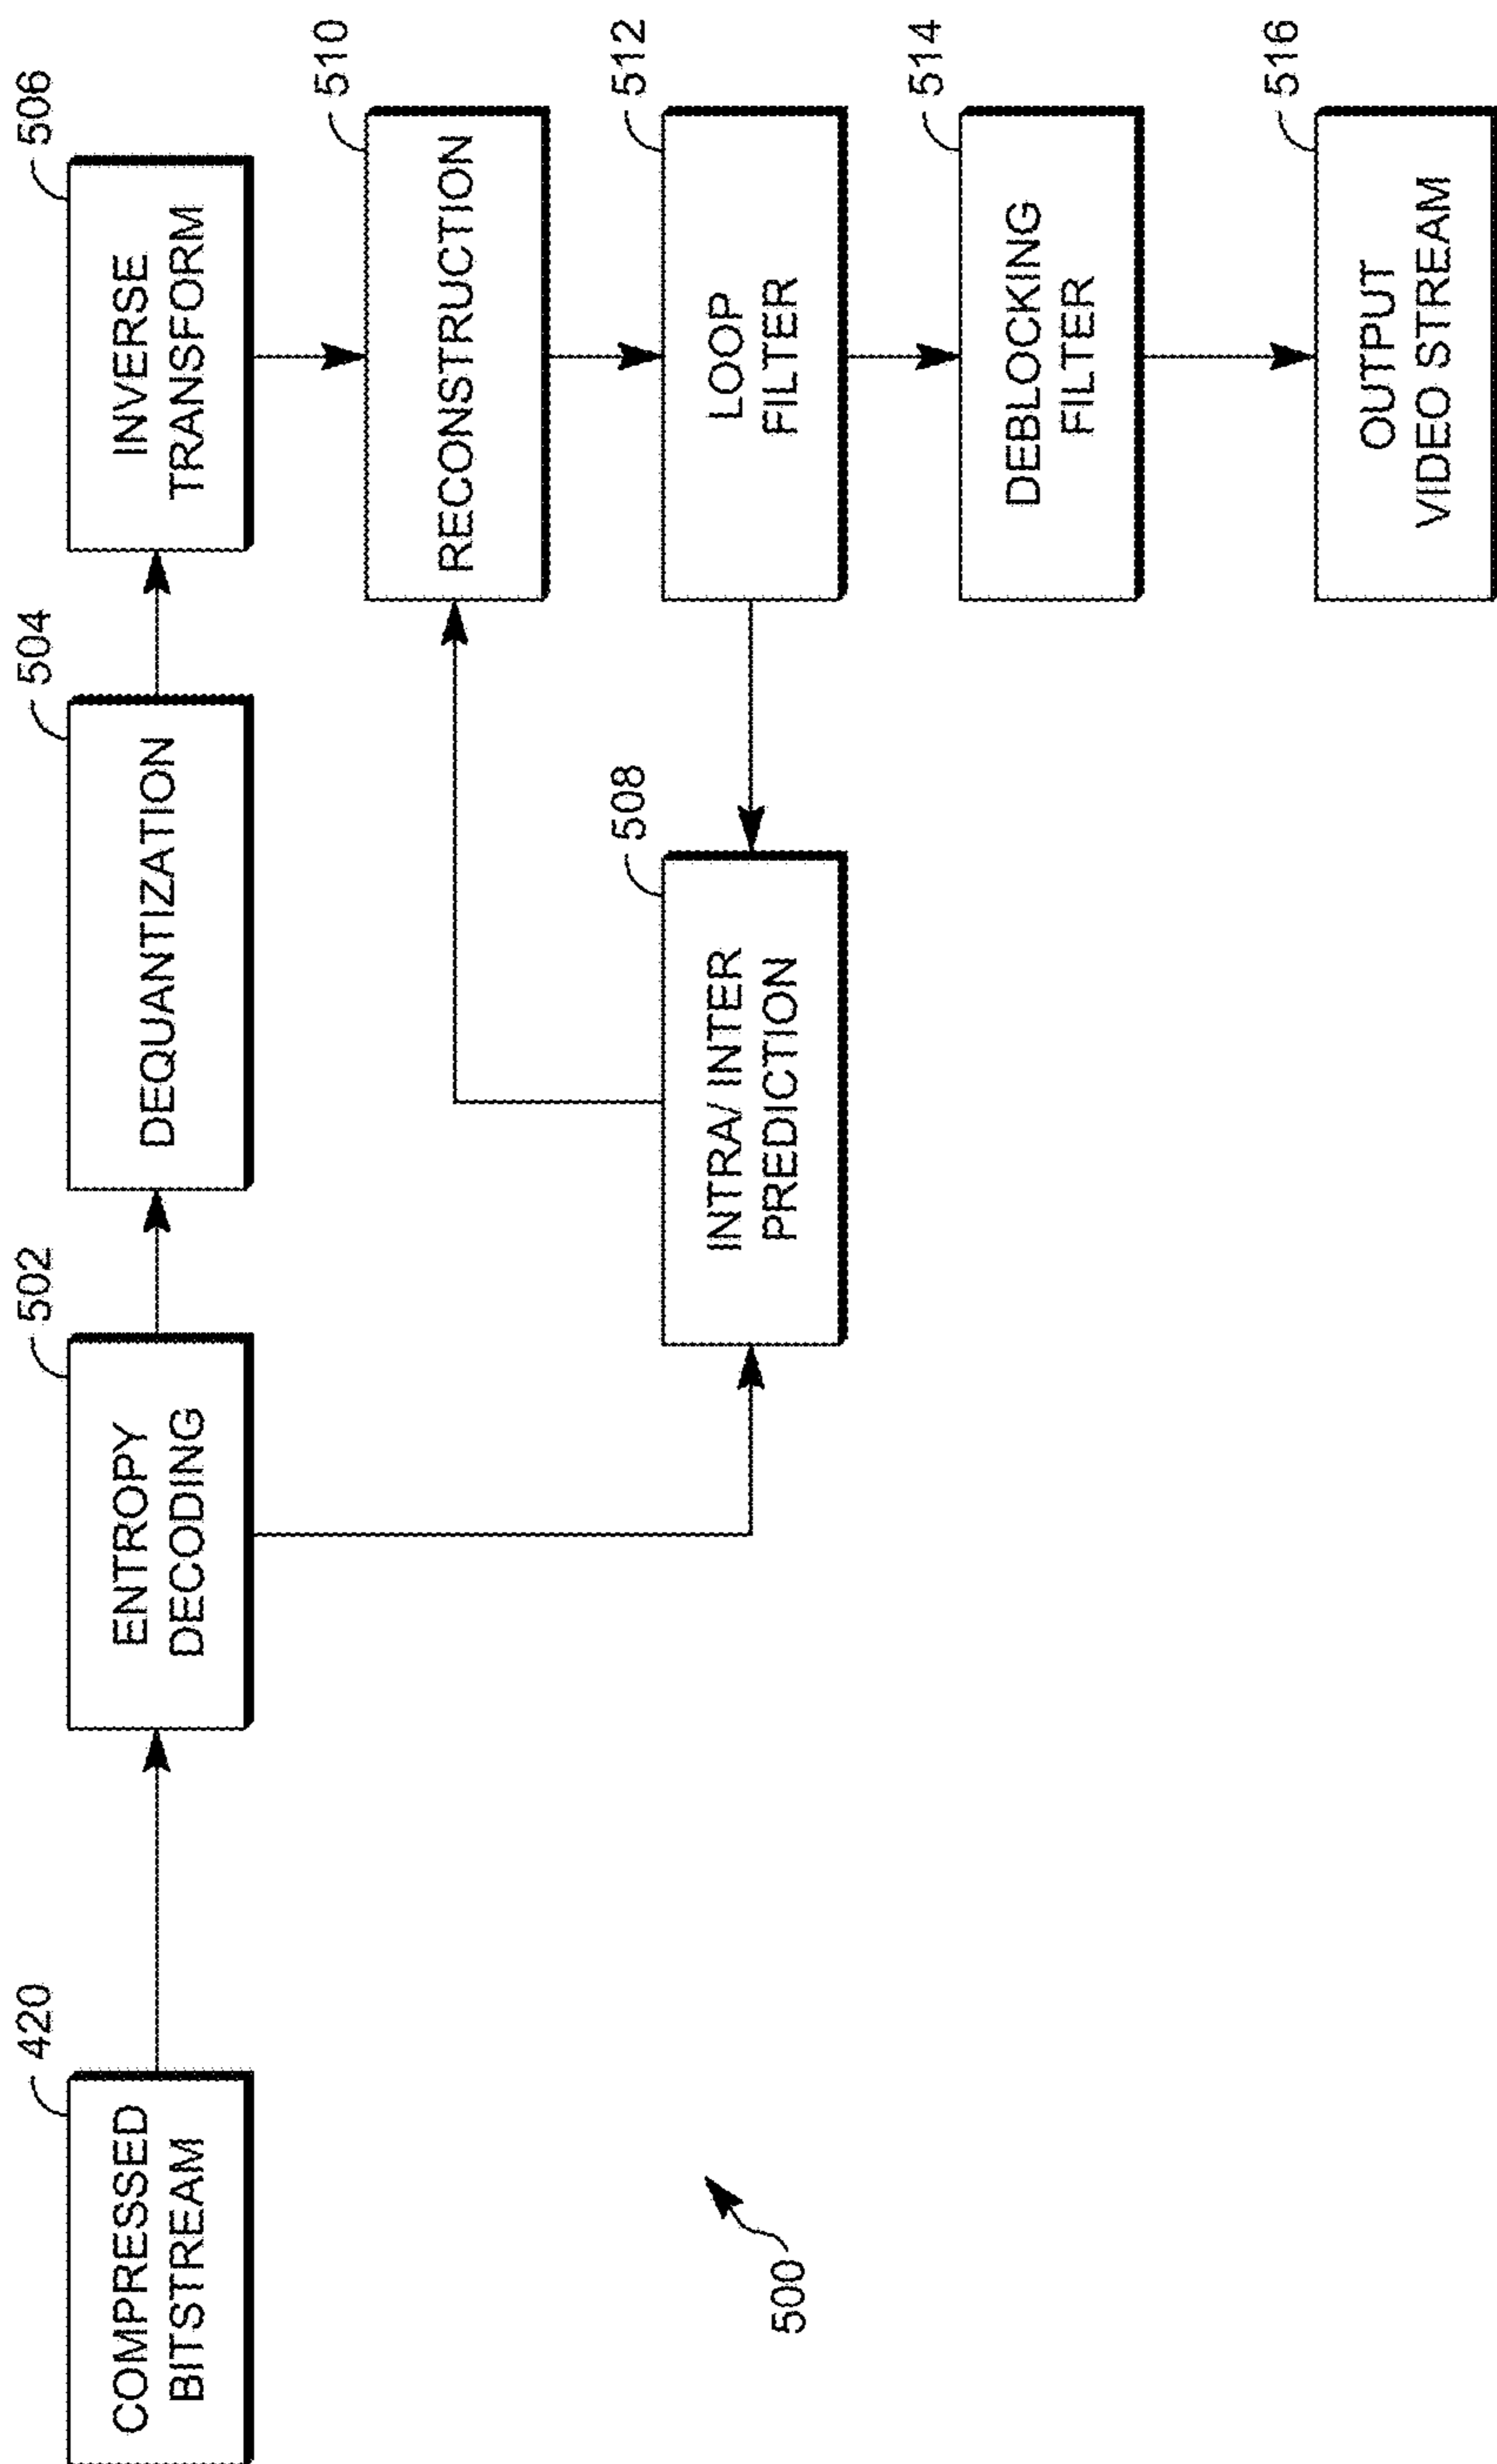 420
COMPRESSED
BITSTREAM
502
ENTROPY
DECODING
504
DEQUANTIZATION
506
INVERSE
TRANSFORM
510
RECONSTRUCTION
508
INTRA/ INTER
PREDICTION
512
LOOP
FILTER
514
DEBLOCKING
FILTER
516
OUTPUT
VIDEO STREAM
500